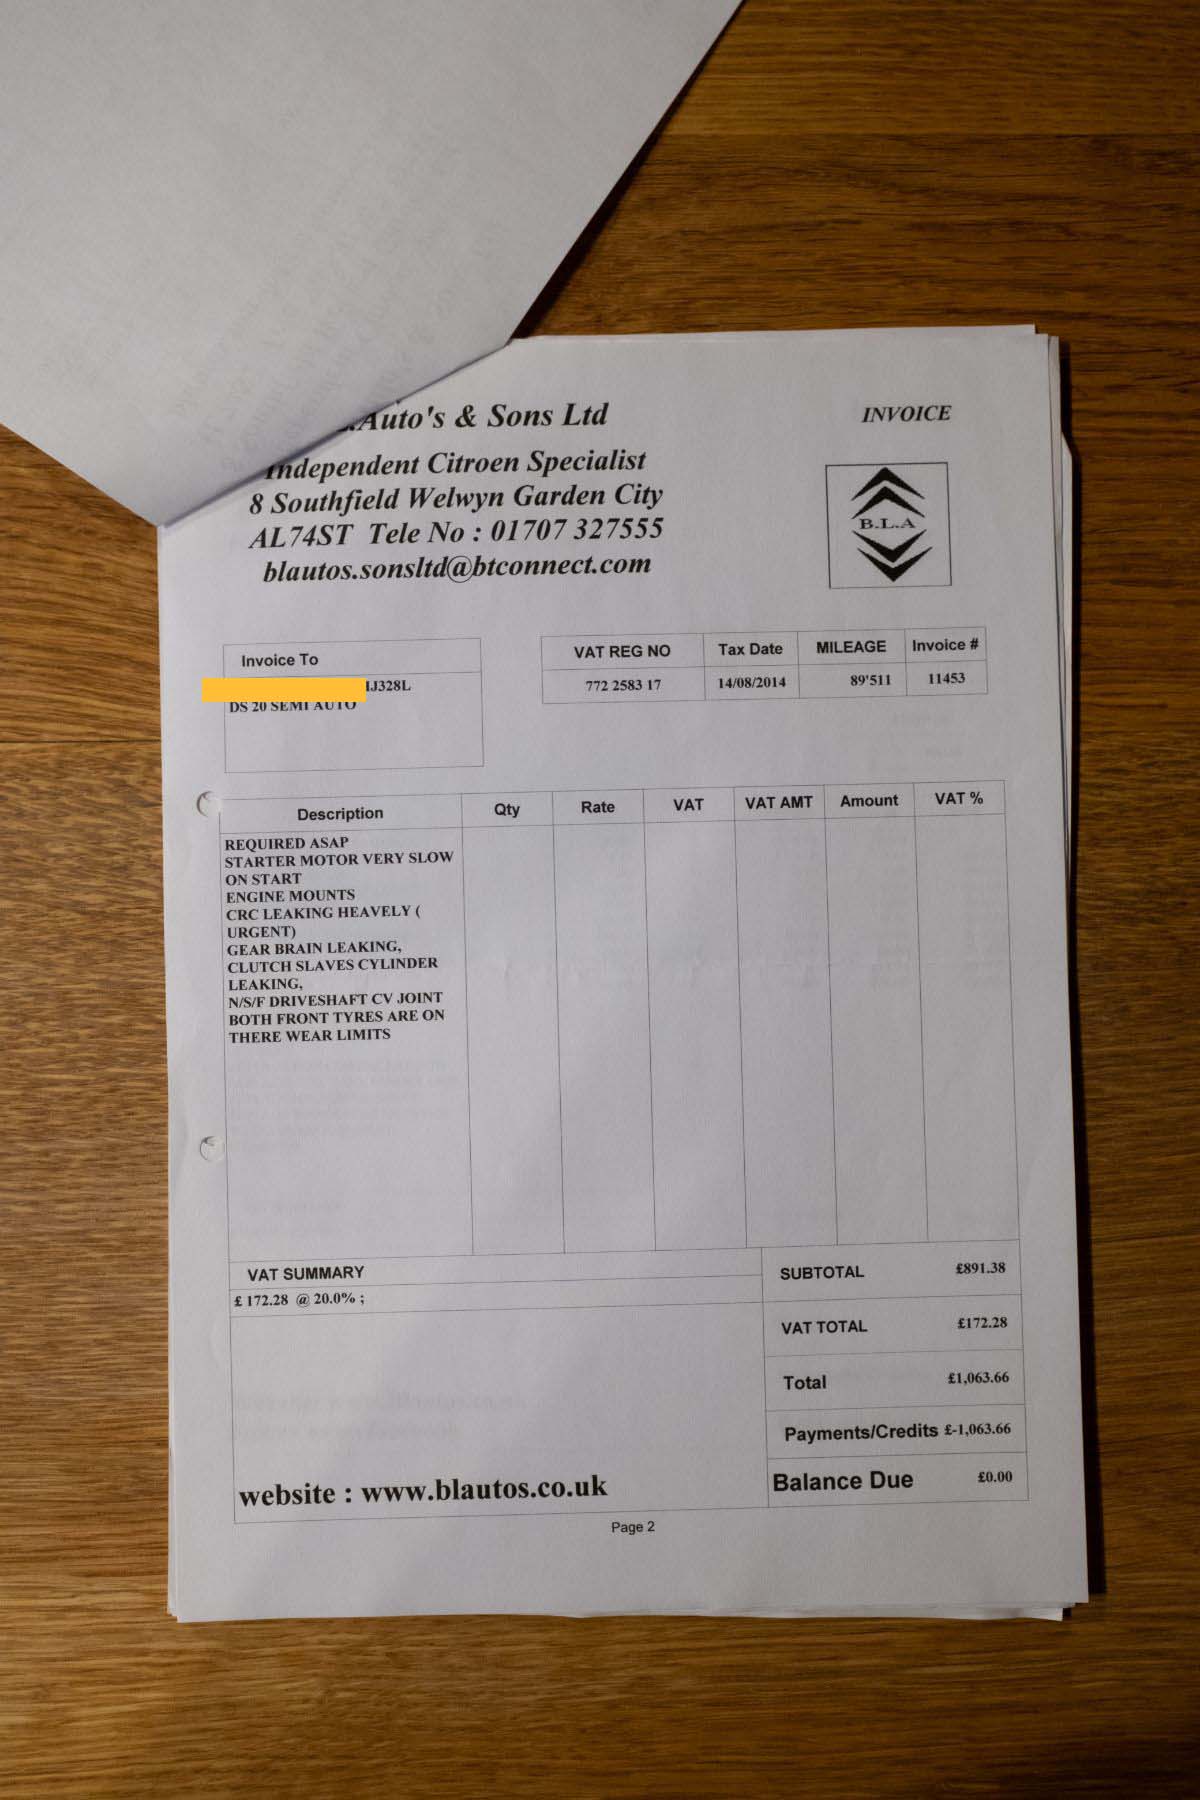 Auto's & Sons Ltd
INVOICE
Independent Citroen Specialist
8 Southfield Welwyn Garden City
AL74ST Tele No : 01707 327555
blautos.sonsltd@btconnect.com
B.L.A
Invoice To
J328L
DS 20 SEMI AUTO
VAT REG NO Tax Date MILEAGE Invoice #
772 2583 17 14/08/2014 89'511 11453
Description Qty Rate VAT VAT AMT Amount VAT %
REQUIRED ASAP
STARTER MOTOR VERY SLOW
ON START
ENGINE MOUNTS
CRC LEAKING HEAVELY (
URGENT)
GEAR BRAIN LEAKING,
CLUTCH SLAVES CYLINDER
LEAKING,
N/S/F DRIVESHAFT CV JOINT
BOTH FRONT TYRES ARE ON
THERE WEAR LIMITS
VAT SUMMARY
£ 172.28 @ 20.0% ;
SUBTOTAL £891.38
VAT TOTAL £172.28
Total £1,063.66
Payments/Credits £-1,063.66
Balance Due £0.00
website : www.blautos.co.uk
Page 2